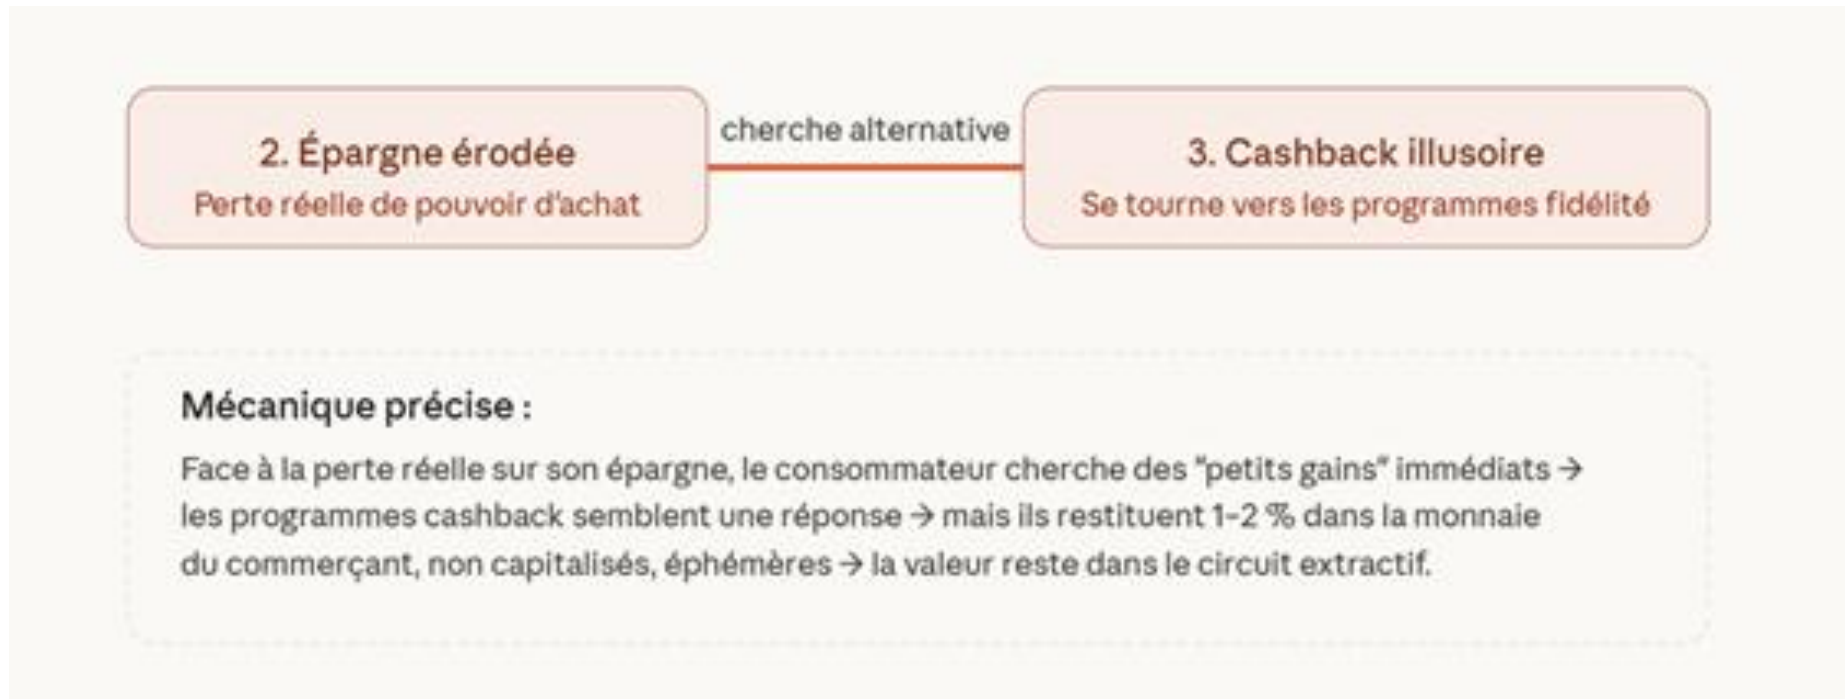 2. Épargne érodée
Perte réelle de pouvoir d'achat
cherche alternative
3. Cashback illusoire
Se tourne vers les programmes fidélité
Mécanique précise :
Face à la perte réelle sur son épargne, le consommateur cherche des "petits gains" immédiats →
les programmes cashback semblent une réponse → mais ils restituent 1-2 % dans la monnaie
du commerçant, non capitalisés, éphémères → la valeur reste dans le circuit extractif.